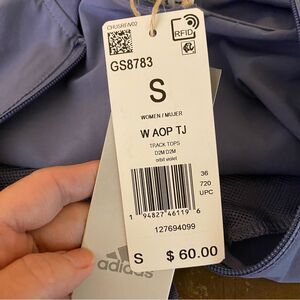 CHUSRFIV02
RFID
GS8783
S
WOMEN / MUJER
W AOP TJ
TRACK TOPS
D2M D2M
orbit violet
36
720
UPC
1 94827 46119 6
127694099
S $ 60.00
adidas